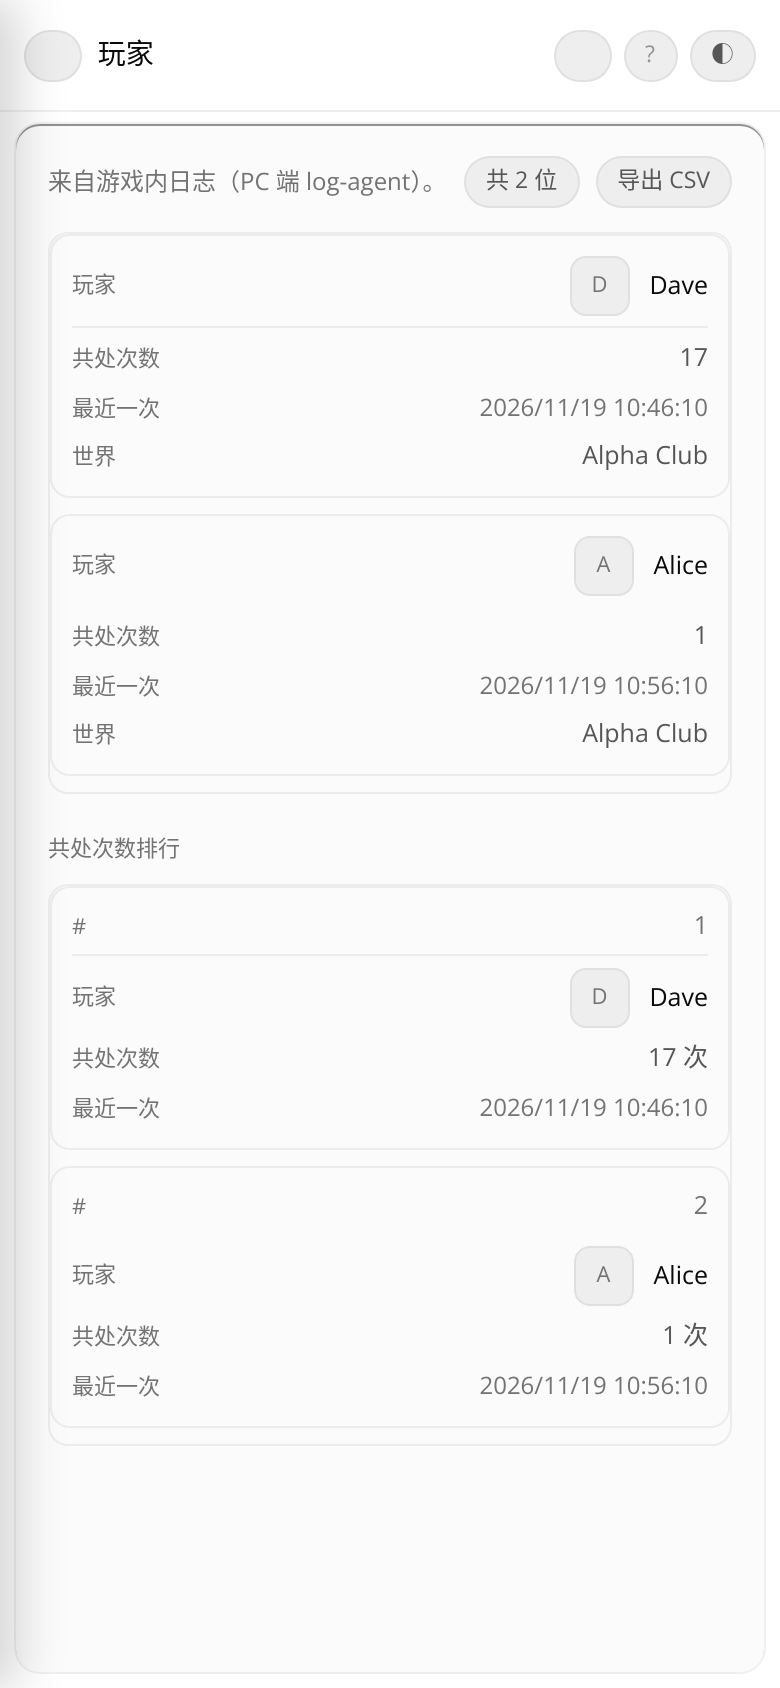 玩家
?
来自游戏内日志（PC 端 log-agent）。 共 2 位 导出 CSV
玩家 D Dave
共处次数 17
最近一次 2026/11/19 10:46:10
世界 Alpha Club
玩家 A Alice
共处次数 1
最近一次 2026/11/19 10:56:10
世界 Alpha Club
共处次数排行
# 1
玩家 D Dave
共处次数 17 次
最近一次 2026/11/19 10:46:10
# 2
玩家 A Alice
共处次数 1 次
最近一次 2026/11/19 10:56:10